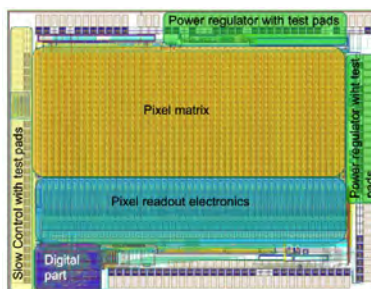 Power regulator with test pads
Pixel matrix
Power regulator wiht test
pads
Pixel readout electronics
Slow Control with test pads
Digital
part